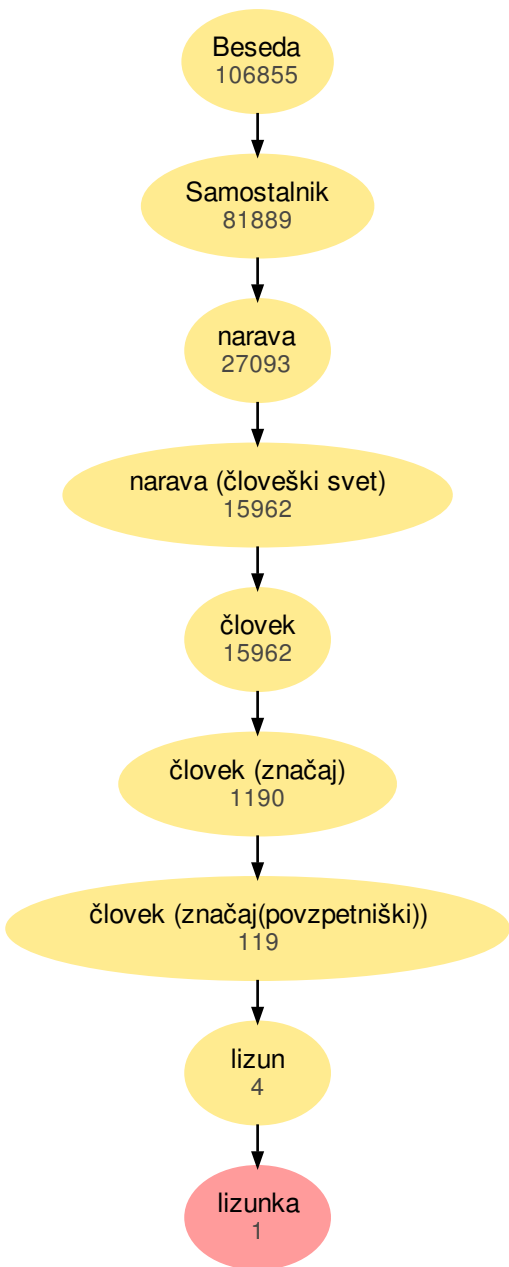 Beseda
106855
Samostalnik
81889
narava
27093
narava (človeški svet)
15962
človek
15962
človek (značaj)
1190
človek (značaj(povzpetniški))
119
lizun
4
lizunka
1